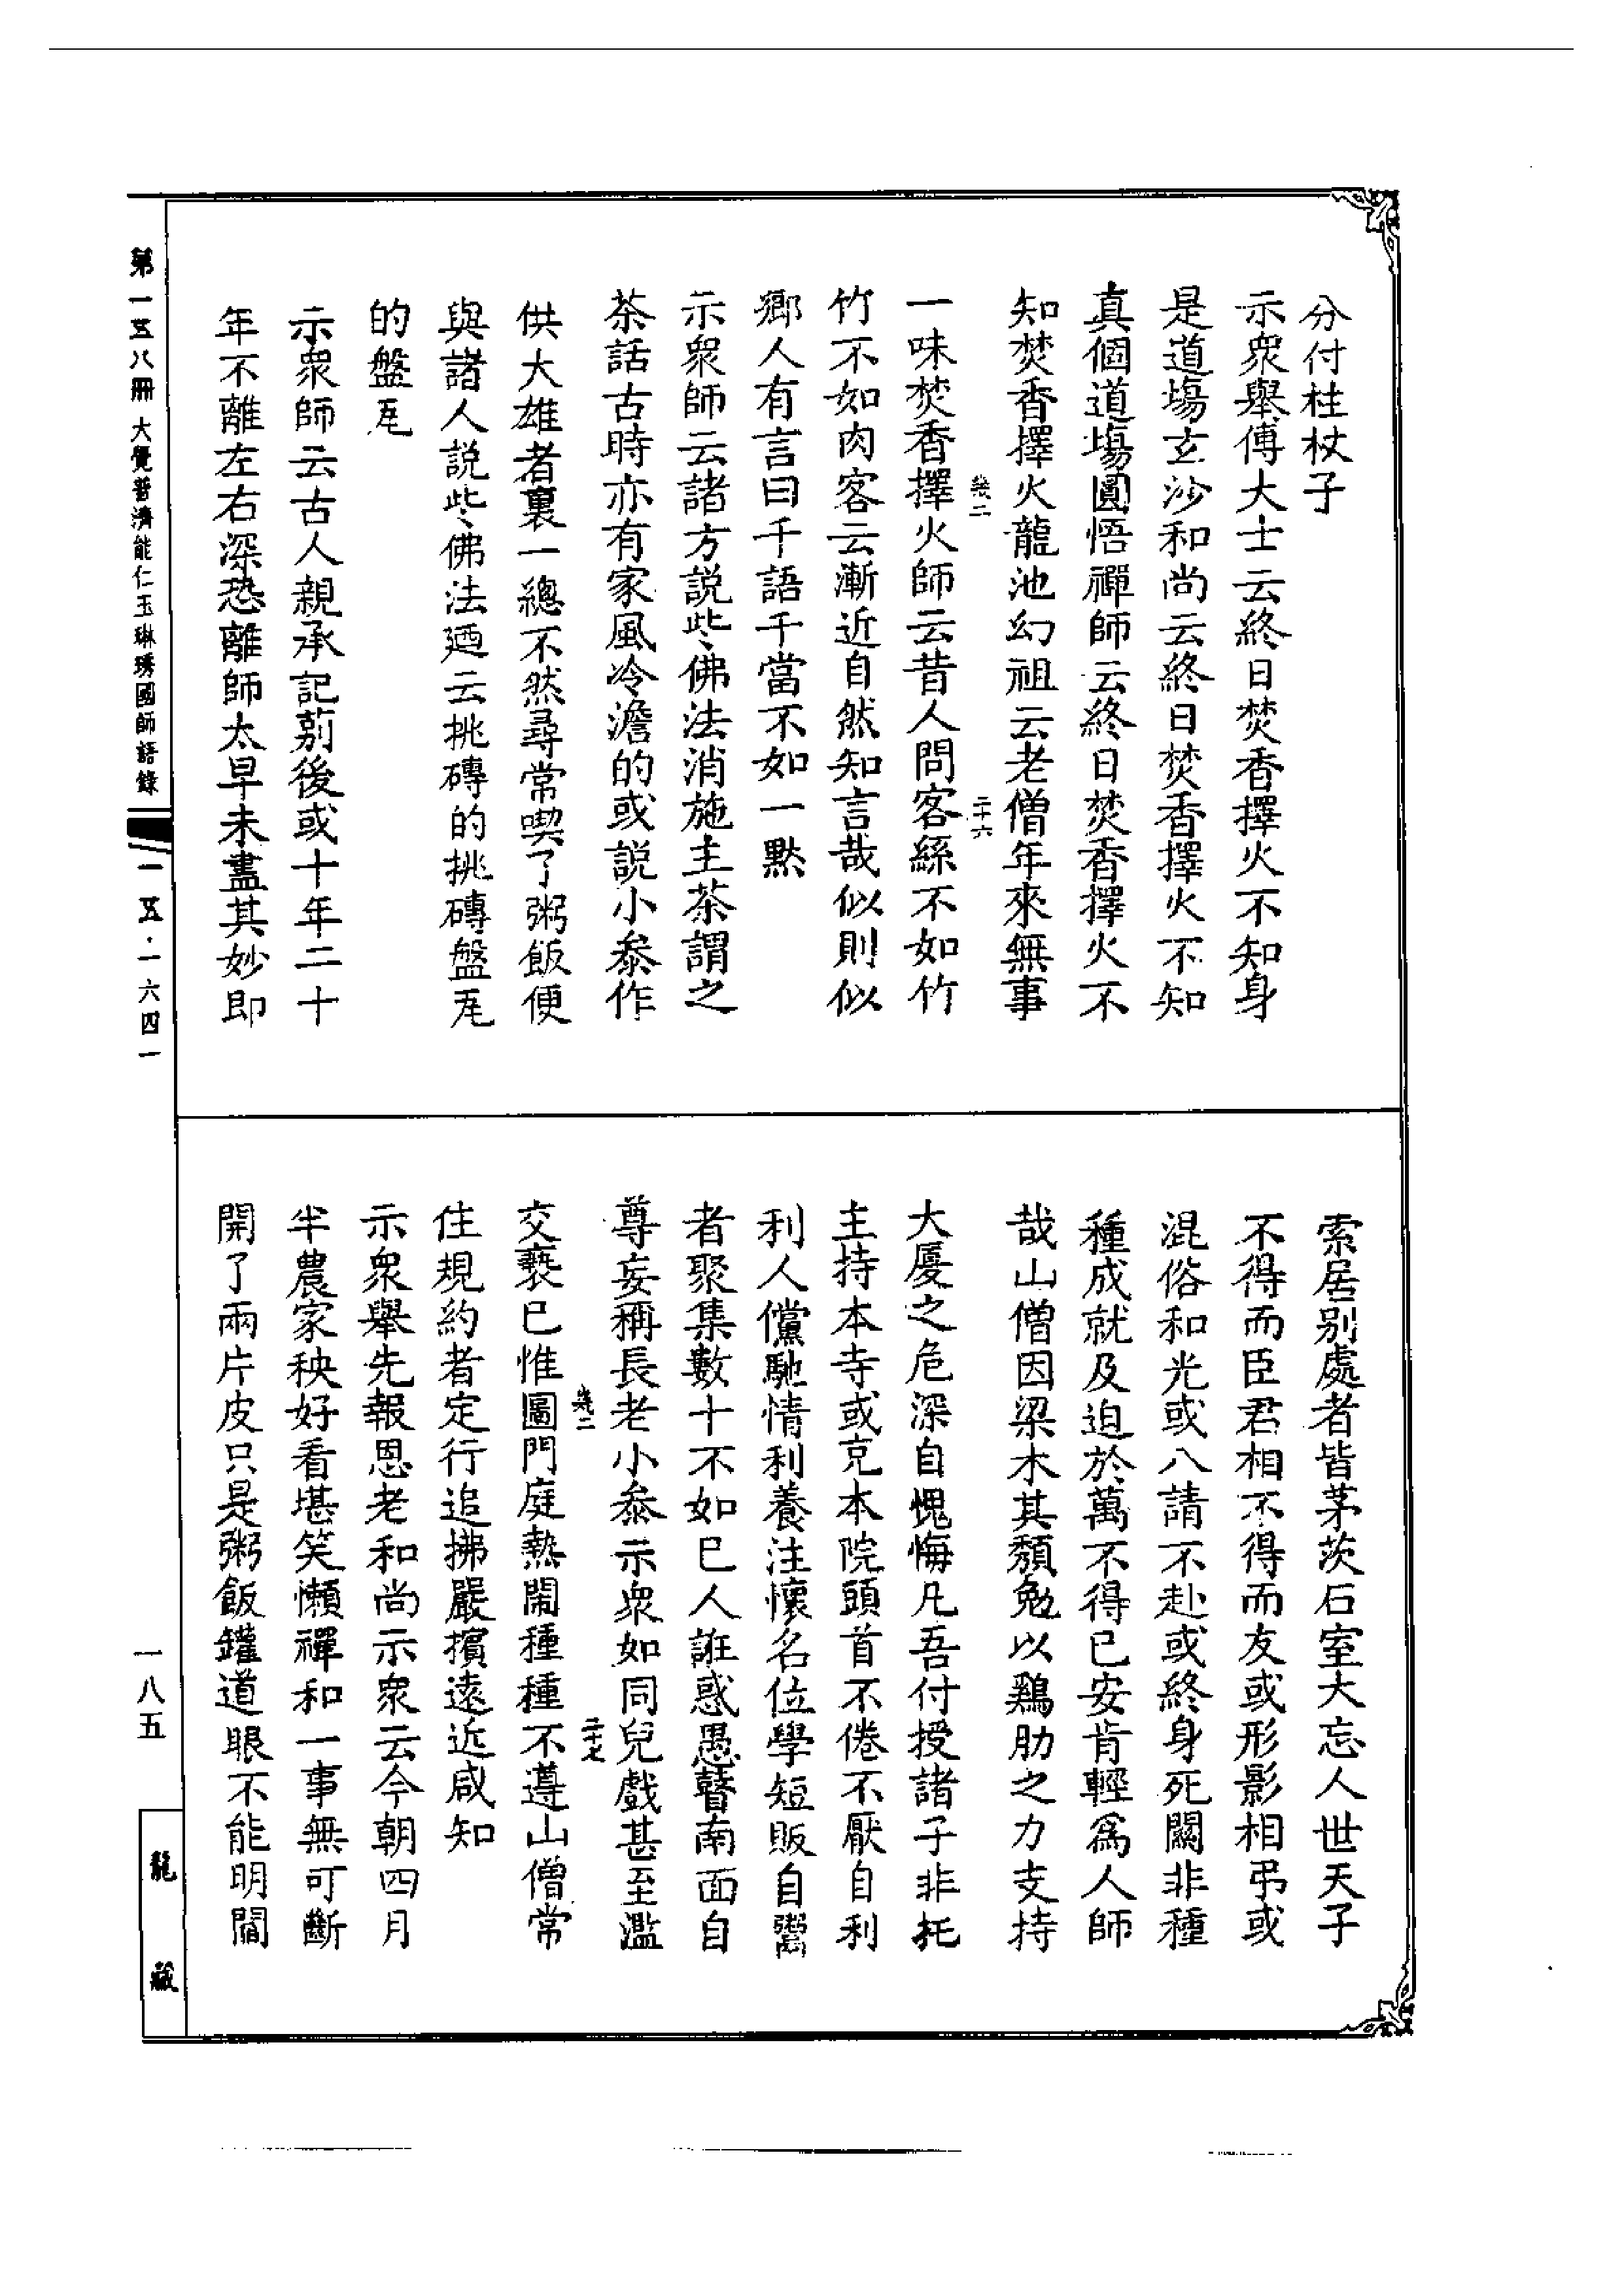 分付柱杖子
示衆舉傅大士云終日焚香擇火不知身
是道塲玄沙和尚云終日焚香擇火不知
真個道塲圓悟禪師云終日焚香擇火不
知焚香擇火龍池幻祖云老僧年來無事
幾二
二十六
一味焚香擇火師云昔人問客絲不如竹
竹不如肉客云漸近自然知言哉似則似
鄉人有言曰千語千當不如一默
示衆師云諸方説些佛法消施主茶謂之
茶話古時亦有家風冷澹的或説小叅作
供大雄者裏一總不然尋常喫了粥飯便
與諸人説些佛法廼云挑磚的挑磚盤瓦
的盤瓦
示衆師云古人親承記莂後或十年二十
年不離左右深恐離師太早未盡其妙即
第一五八冊 大覺普濟能仁玉琳琇國師語錄
一五·一六四一
索居別處者皆茅茨石室大忘人世天子
不得而臣君相不得而友或形影相弔或
混俗和光或八請不赴或終身死關非種
種成就及迫於萬不得已安肯輕爲人師
哉山僧因梁木其頽勉以鷄肋之力支持
大厦之危深自愧悔凡吾付授諸子非托
主持本寺或克本院頭首不倦不厭自利
利人儻馳情利養注懷名位學短販自鬻
者聚集數十不如已人誑惑愚瞽南面自
尊妄稱長老小叅示衆如同兒戲甚至濫
幾二
二十七
交褻已惟圖門庭熱閙種種不遵山僧常
住規約者定行追拂嚴擯遠近咸知
示衆舉先報恩老和尚示衆云今朝四月
半農家秧好看堪笑懶禪和一事無可斷
開了兩片皮只是粥飯罐道眼不能明閻
一八五
龍藏